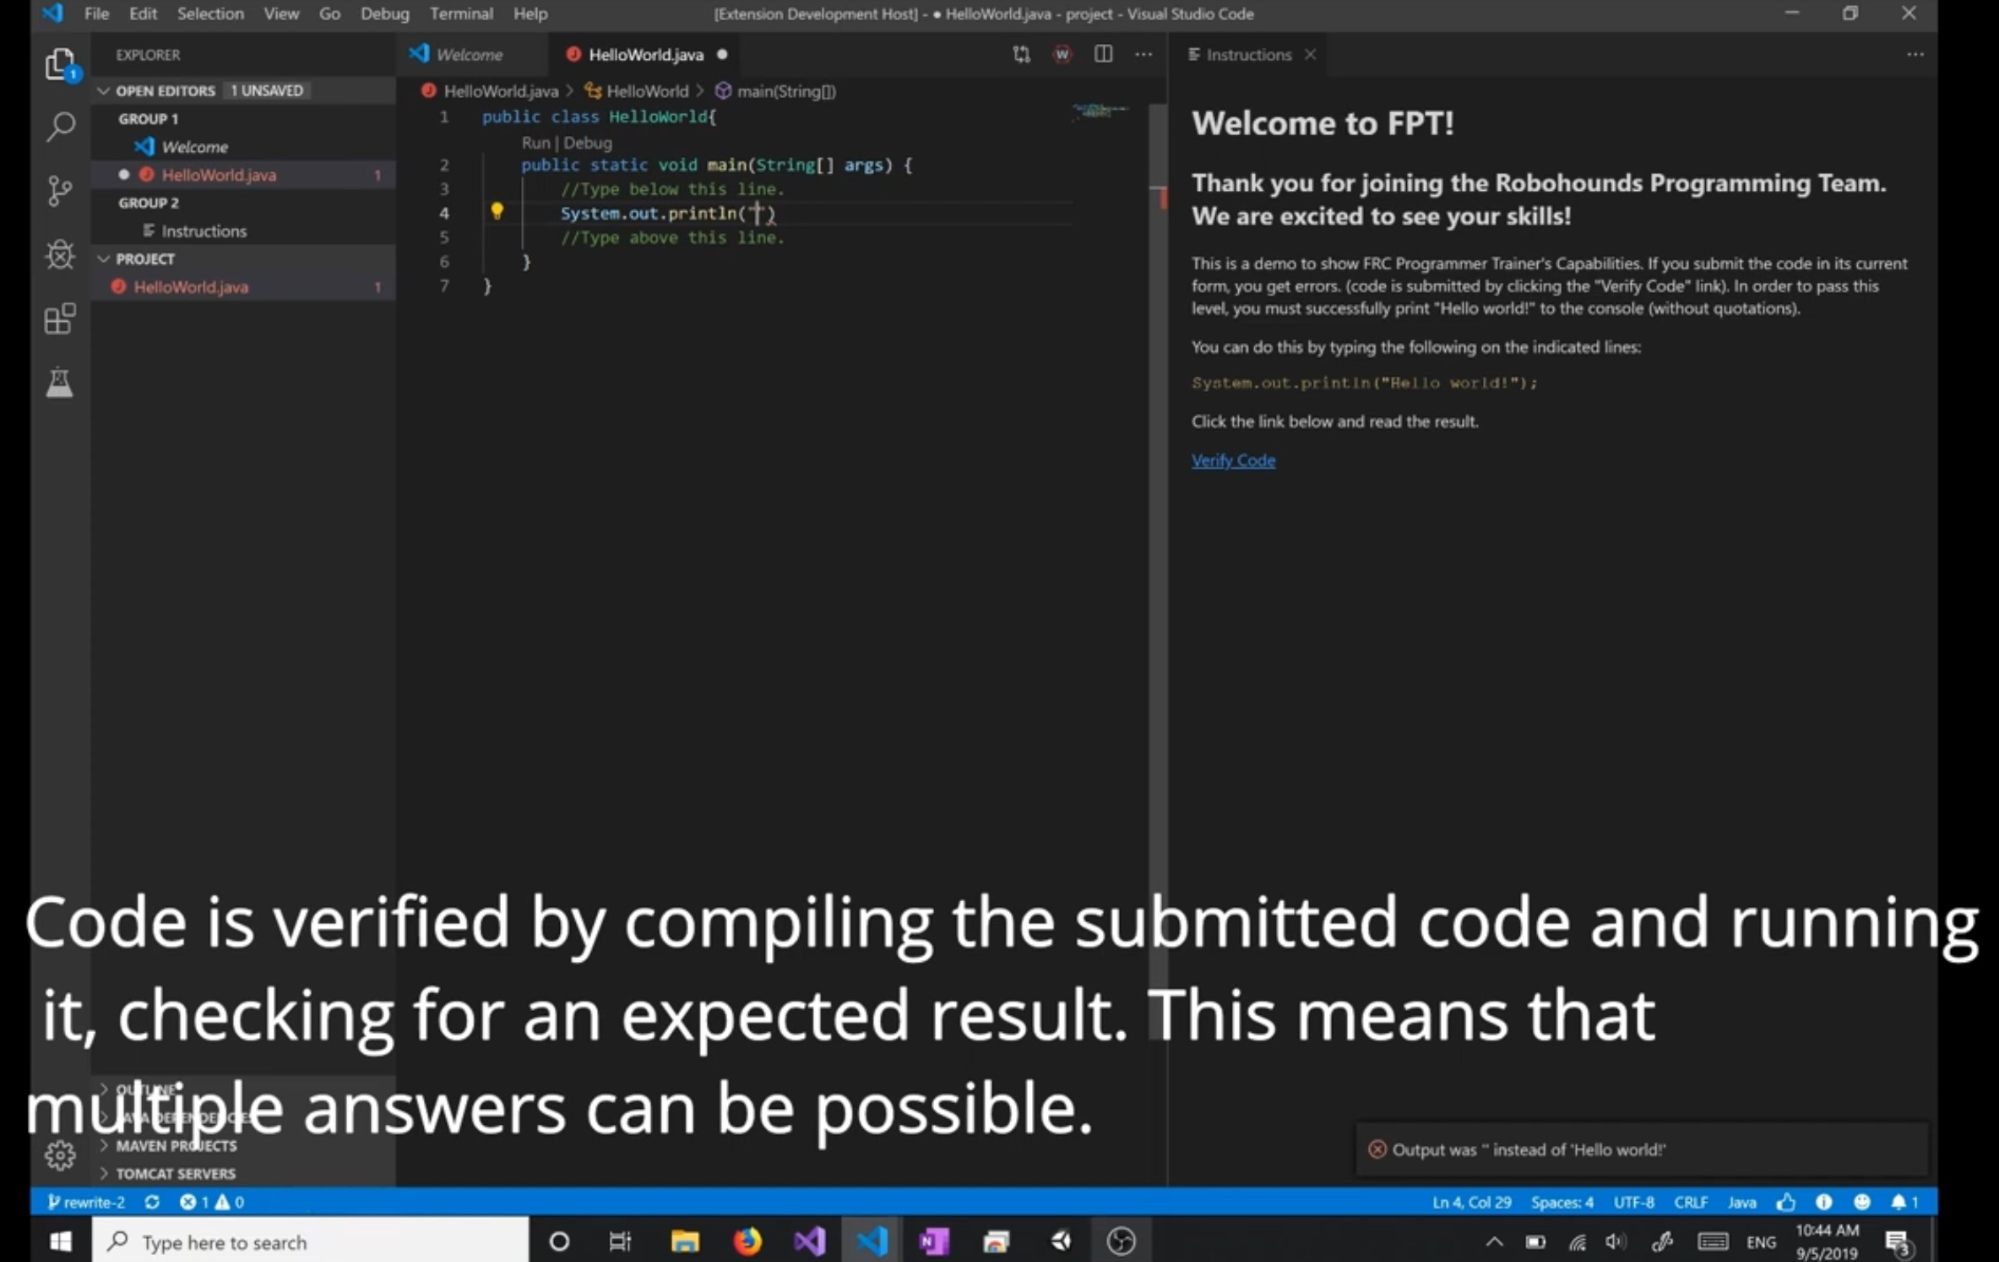 File Edit Selection View Go Debug Terminal Help
[Extension Development Host] - ● HelloWorld.java - project - Visual Studio Code
EXPLORER
OPEN EDITORS 1 UNSAVED
GROUP 1
Welcome
HelloWorld.java 1
GROUP 2
Instructions
PROJECT
HelloWorld.java 1
OUTLINE
JAVA DEPENDENCIES
MAVEN PROJECTS
TOMCAT SERVERS
1
Welcome
HelloWorld.java
W
HelloWorld.java > HelloWorld > main(String[])
1 public class HelloWorld{
Run | Debug
2 public static void main(String[] args) {
3 //Type below this line.
4 System.out.println("")
5 //Type above this line.
6 }
7 }
Instructions
Welcome to FPT!
Thank you for joining the Robohounds Programming Team.
We are excited to see your skills!
This is a demo to show FRC Programmer Trainer's Capabilities. If you submit the code in its current
form, you get errors. (code is submitted by clicking the "Verify Code" link). In order to pass this
level, you must successfully print "Hello world!" to the console (without quotations).
You can do this by typing the following on the indicated lines:
System.out.println("Hello world!");
Click the link below and read the result.
Verify Code
Code is verified by compiling the submitted code and running
it, checking for an expected result. This means that
multiple answers can be possible.
Output was '' instead of 'Hello world!'
rewrite-2 1 0
Ln 4, Col 29 Spaces: 4 UTF-8 CRLF Java 1
Type here to search
N
ENG
10:44 AM
9/5/2019
3